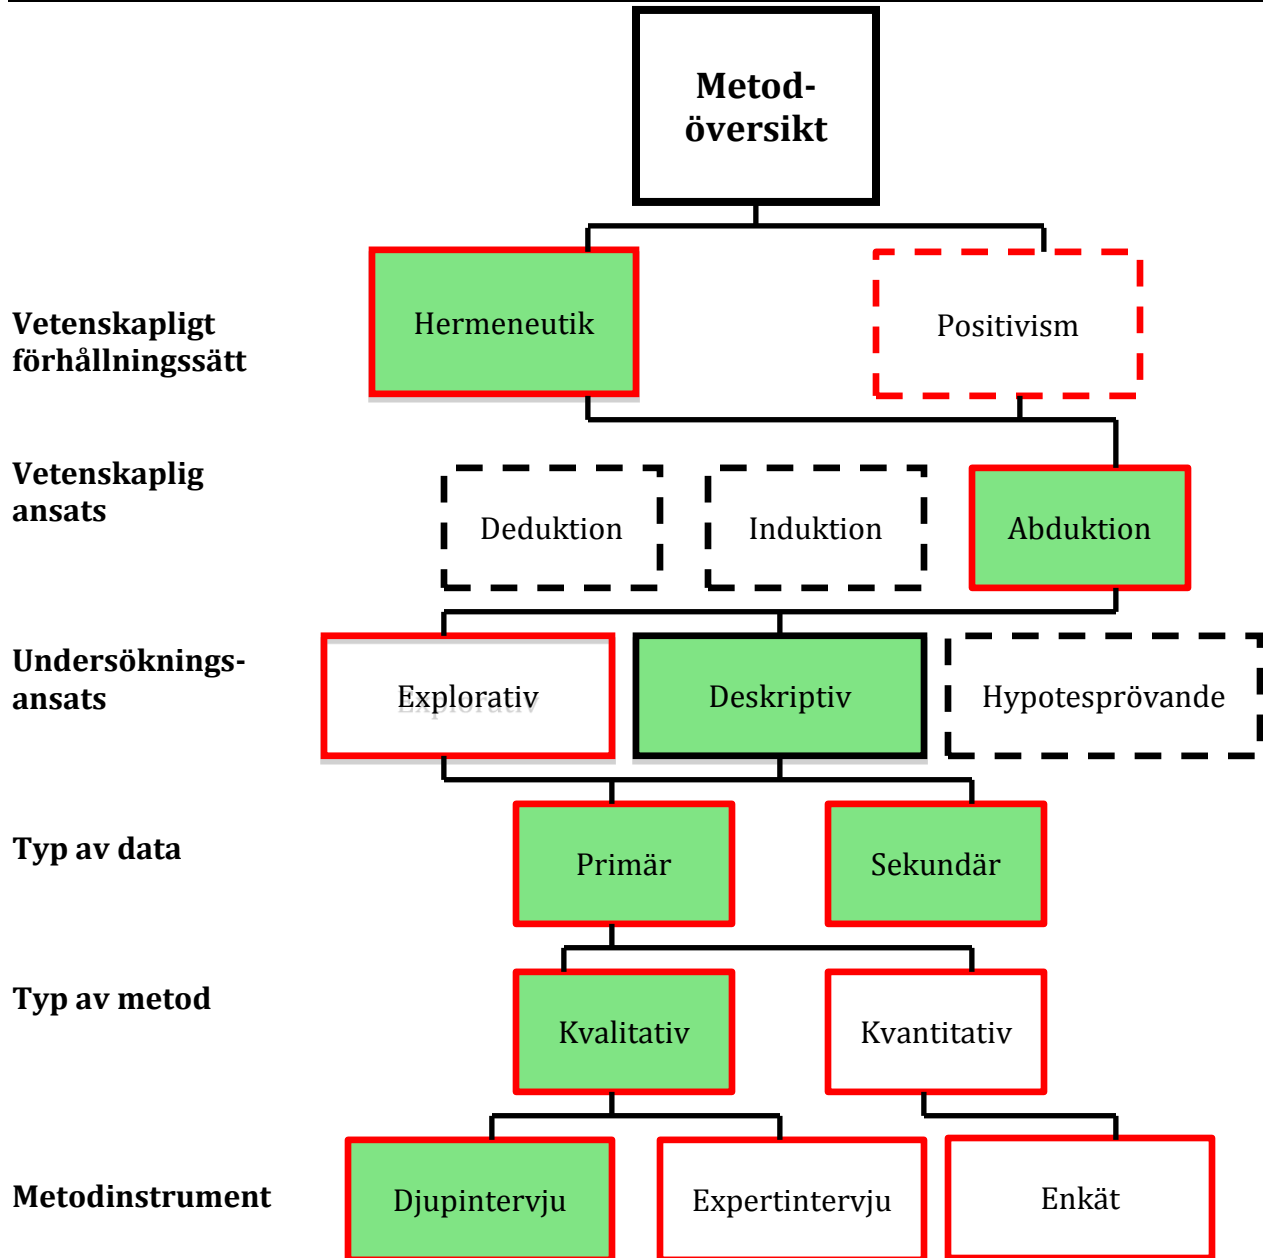 Metod-
översikt
Vetenskapligt
förhållningssätt
Hermeneutik
Positivism
Vetenskaplig
ansats
Deduktion
Induktion
Abduktion
Undersöknings-
ansats
Explorativ
Deskriptiv
Hypotesprövande
Typ av data
Primär
Sekundär
Typ av metod
Kvalitativ
Kvantitativ
Metodinstrument
Djupintervju
Expertintervju
Enkät